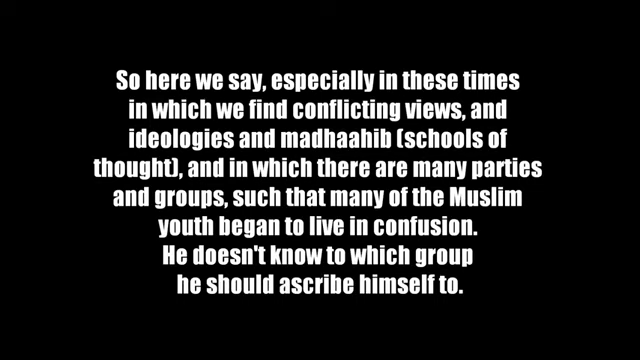 So here we say, especially in these times
in which we find conflicting views, and
ideologies and madhaahib (schools of
thought), and in which there are many parties
and groups, such that many of the Muslim
youth began to live in confusion.
He doesn't know to which group
he should ascribe himself to.